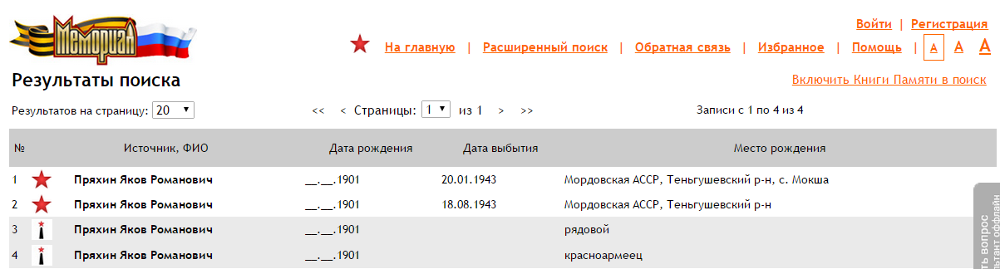 Мемориал
Войти | Регистрация
На главную | Расширенный поиск | Обратная связь | Избранное | Помощь | А А А
Результаты поиска
Включить Книги Памяти в поиск
Результатов на страницу: 20 << < Страницы: 1 из 1 > >> Записи с 1 по 4 из 4
№ Источник, ФИО Дата рождения Дата выбытия Место рождения
1 Пряхин Яков Романович __.__.1901 20.01.1943 Мордовская АССР, Теньгушевский р-н, с. Мокша
2 Пряхин Яков Романович __.__.1901 18.08.1943 Мордовская АССР, Теньгушевский р-н
3 Пряхин Яков Романович __.__.1901 рядовой
4 Пряхин Яков Романович __.__.1901 красноармеец
ть вопрос
льтант оффлайн